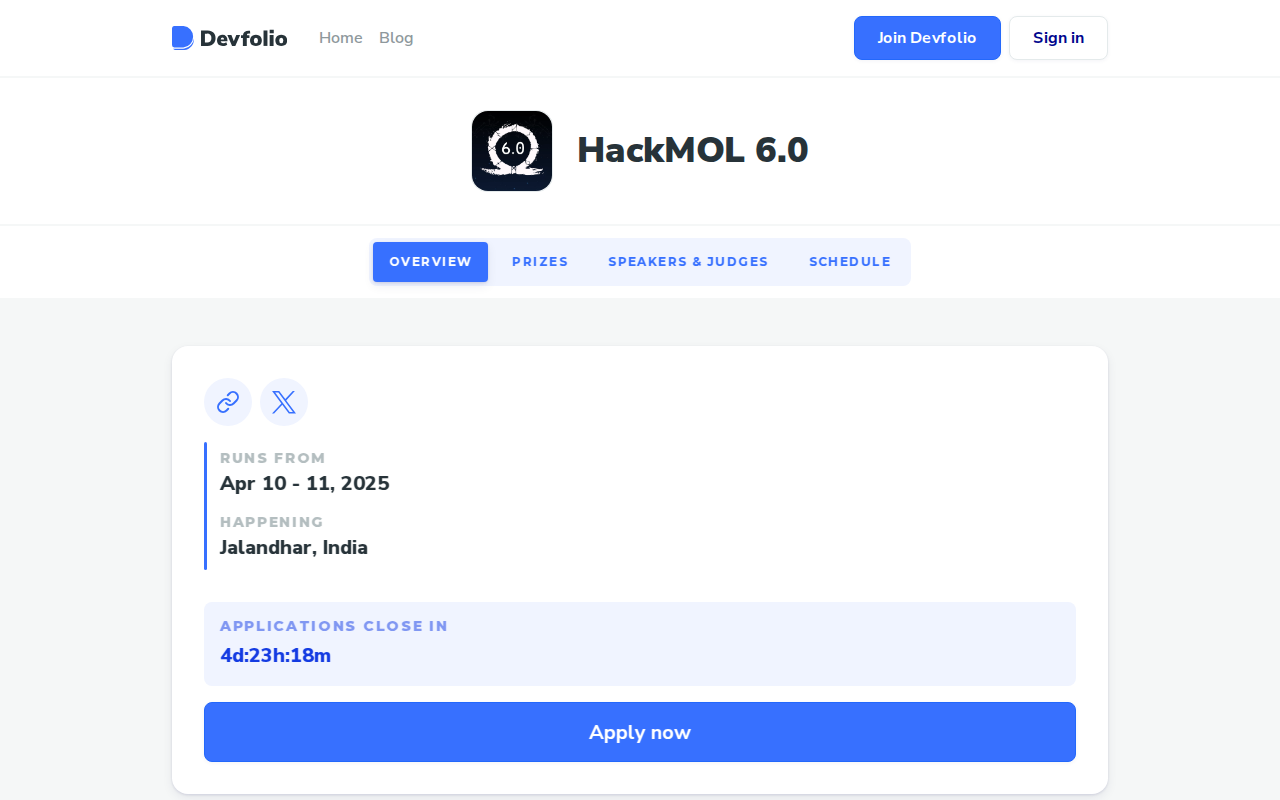 Devfolio Home Blog Join Devfolio Sign in
6.0 HackMOL 6.0
OVERVIEW PRIZES SPEAKERS & JUDGES SCHEDULE
RUNS FROM
Apr 10 - 11, 2025
HAPPENING
Jalandhar, India
APPLICATIONS CLOSE IN
4d:23h:18m
Apply now